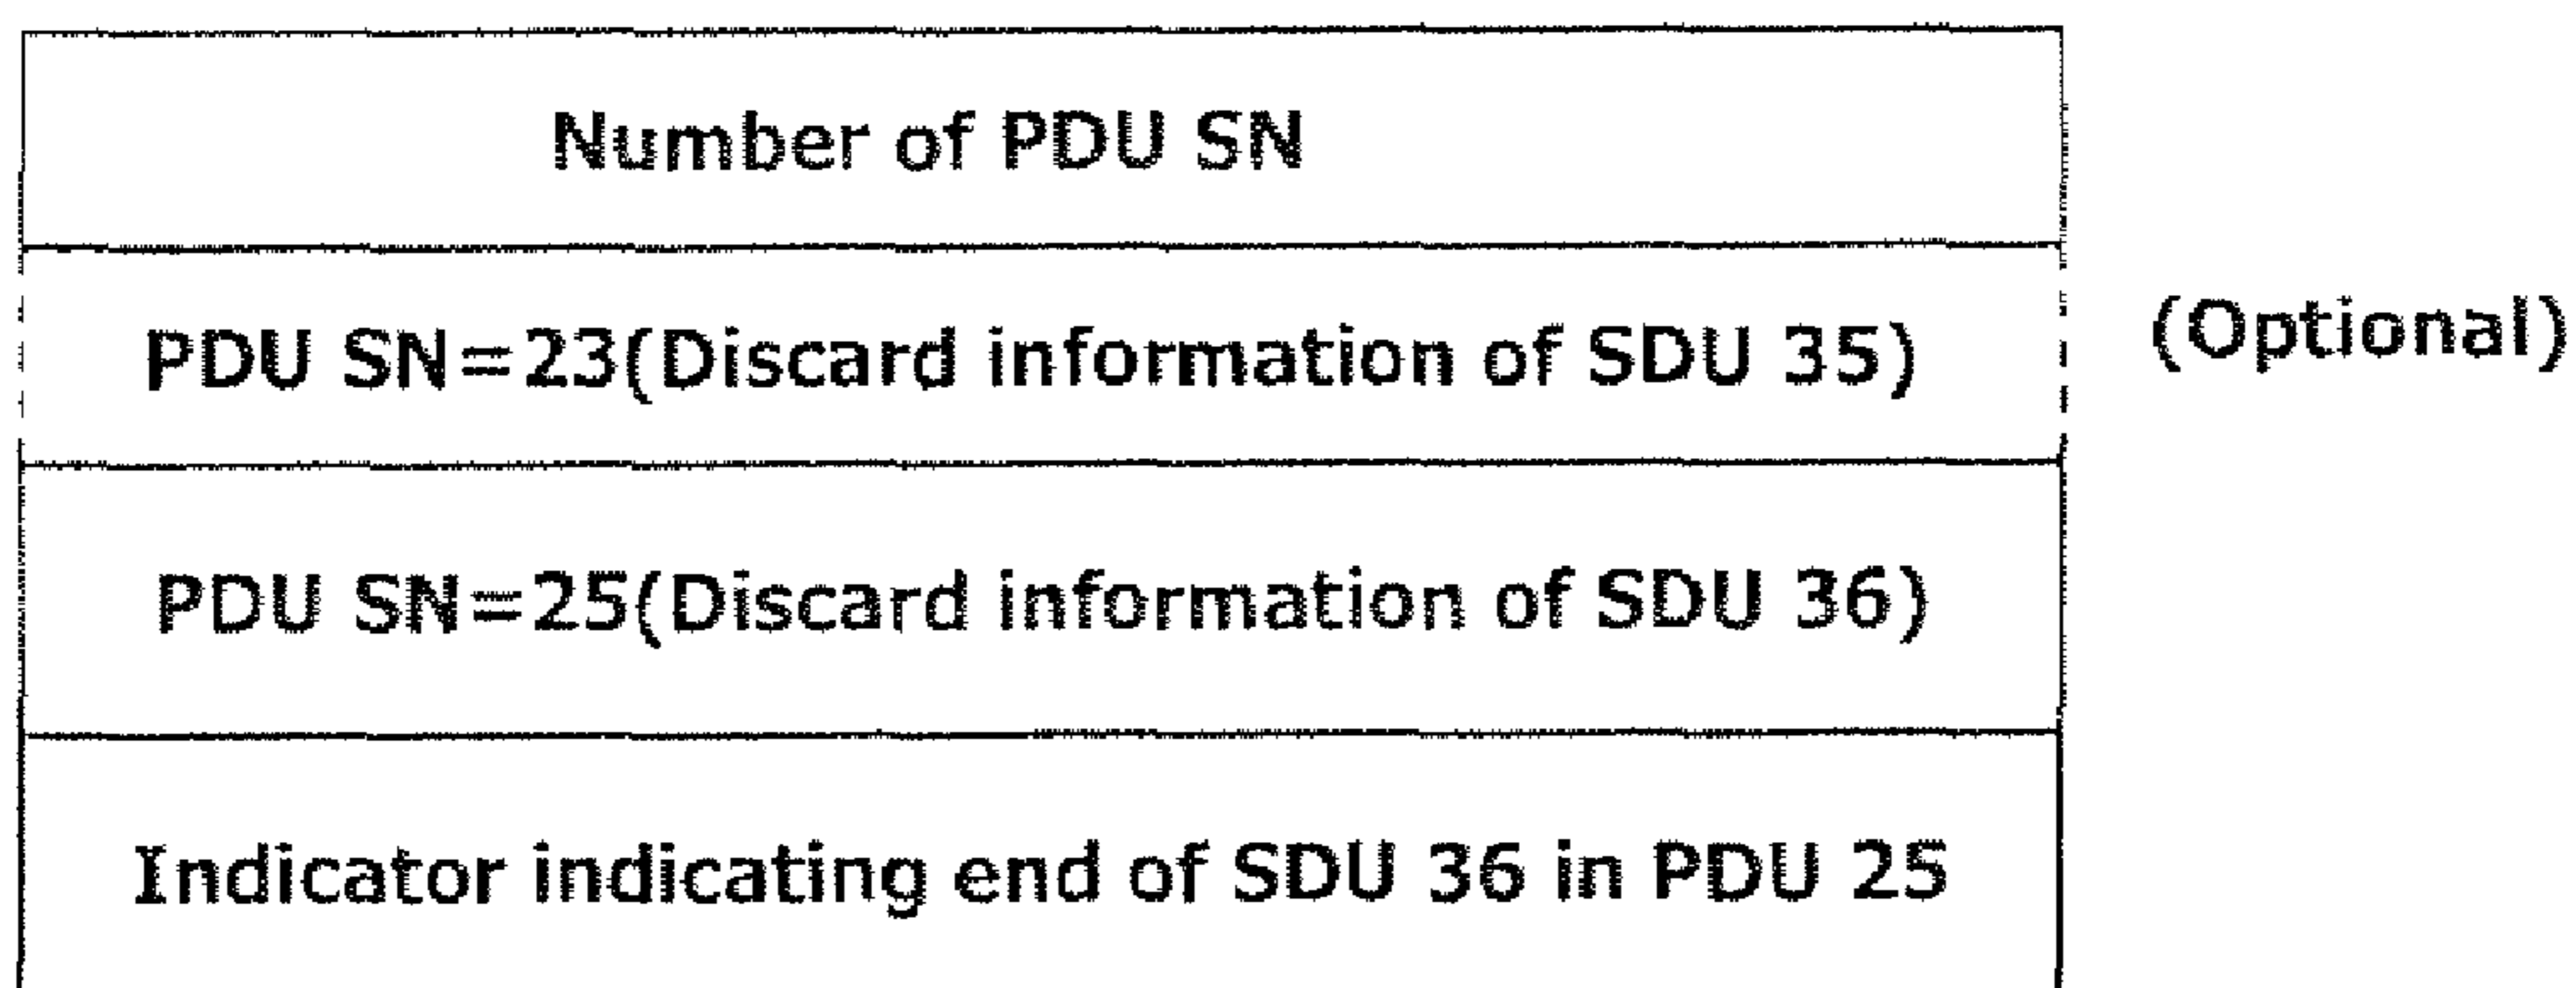 Number of PDU SN
PDU SN=23(Discard information of SDU 35)
(Optional)
PDU SN=25(Discard information of SDU 36)
Indicator indicating end of SDU 36 in PDU 25